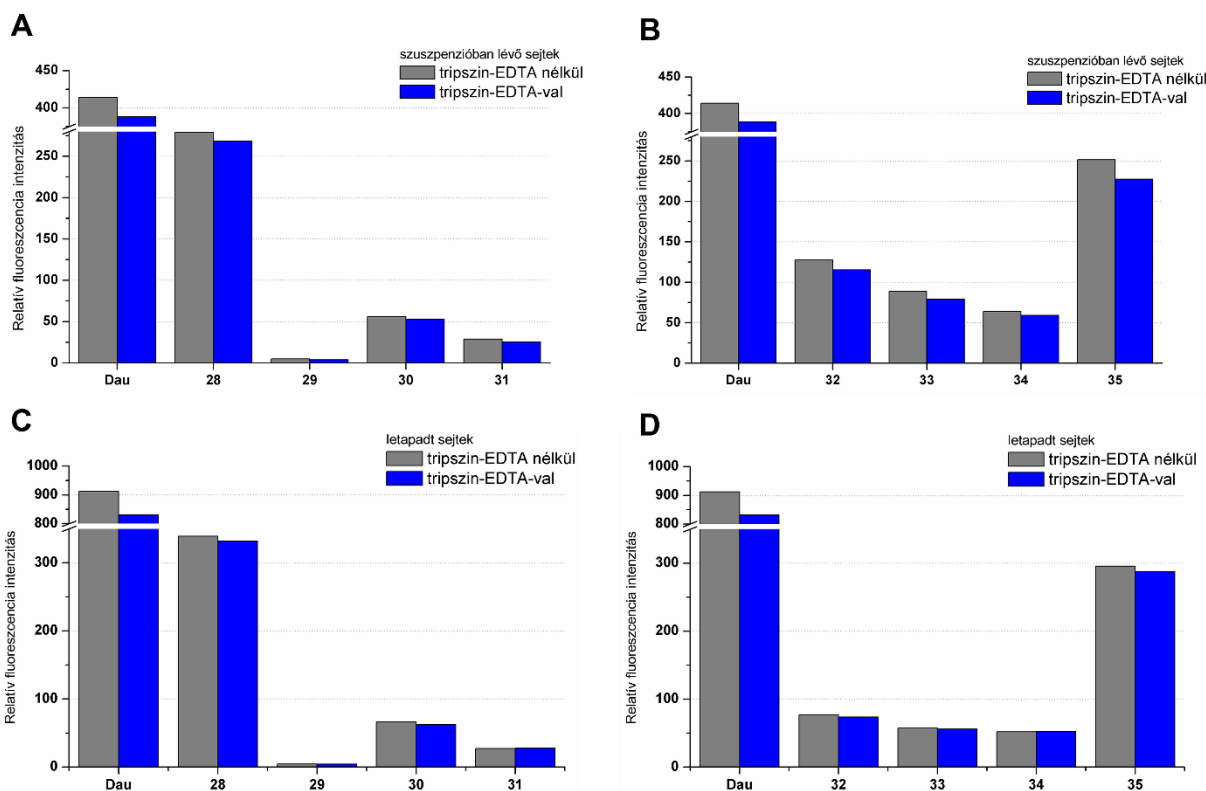 A
szuszpenzióban lévő sejtek
tripszin-EDTA nélkül
tripszin-EDTA-val
Relatív fluoreszcencia intenzitás
450
400
250
200
150
100
50
0
Dau 28 29 30 31
B
szuszpenzióban lévő sejtek
tripszin-EDTA nélkül
tripszin-EDTA-val
Relatív fluoreszcencia intenzitás
450
400
250
200
150
100
50
0
Dau 32 33 34 35
C
letapadt sejtek
tripszin-EDTA nélkül
tripszin-EDTA-val
Relatív fluoreszcencia intenzitás
1000
900
800
300
200
100
0
Dau 28 29 30 31
D
letapadt sejtek
tripszin-EDTA nélkül
tripszin-EDTA-val
Relatív fluoreszcencia intenzitás
1000
900
800
300
200
100
0
Dau 32 33 34 35